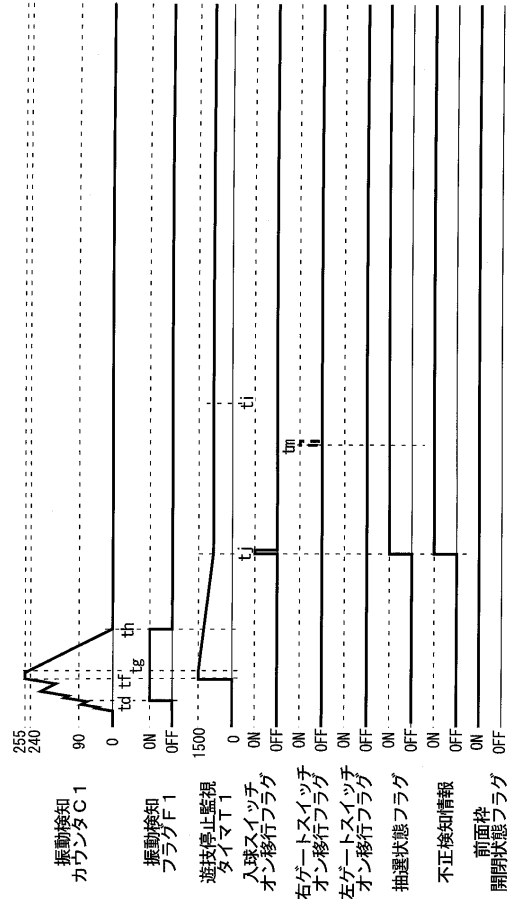 振動検知
カウンタC1
255
240
90
0
td
tf
tg
th
振動検知
フラグF1
ON
OFF
遊技停止監視
タイマT1
1500
0
ti
入球スイッチ
オン移行フラグ
ON
OFF
tj
右ゲートスイッチ
オン移行フラグ
ON
OFF
tm
左ゲートスイッチ
オン移行フラグ
ON
OFF
抽選状態フラグ
ON
OFF
不正検知情報
ON
OFF
前面枠
開閉状態フラグ
ON
OFF